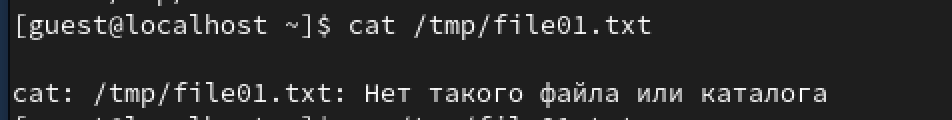 [guest@localhost ~]$ cat /tmp/file01.txt
cat: /tmp/file01.txt: Нет такого файла или каталога